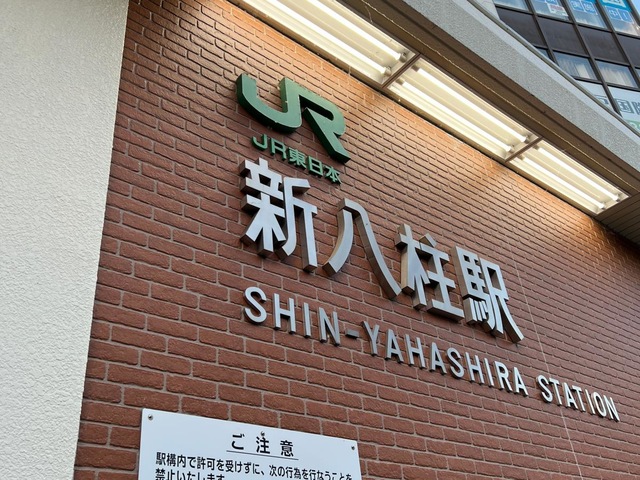 JR
JR東日本
新八柱駅
SHIN-YAHASHIRA STATION
ご注意
駅構内で許可を受けずに、次の行為を行なうことを
禁止いたします